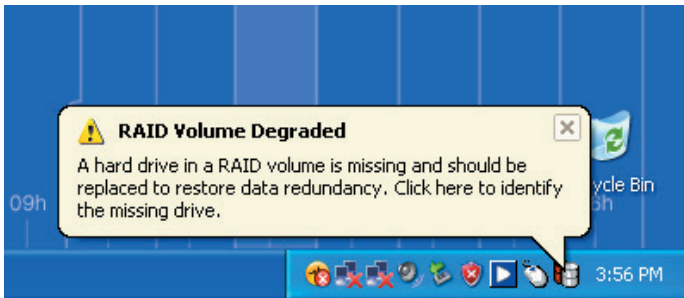 RAID Volume Degraded
A hard drive in a RAID volume is missing and should be
replaced to restore data redundancy. Click here to identify
the missing drive.
ycle Bin
09h
3:56 PM